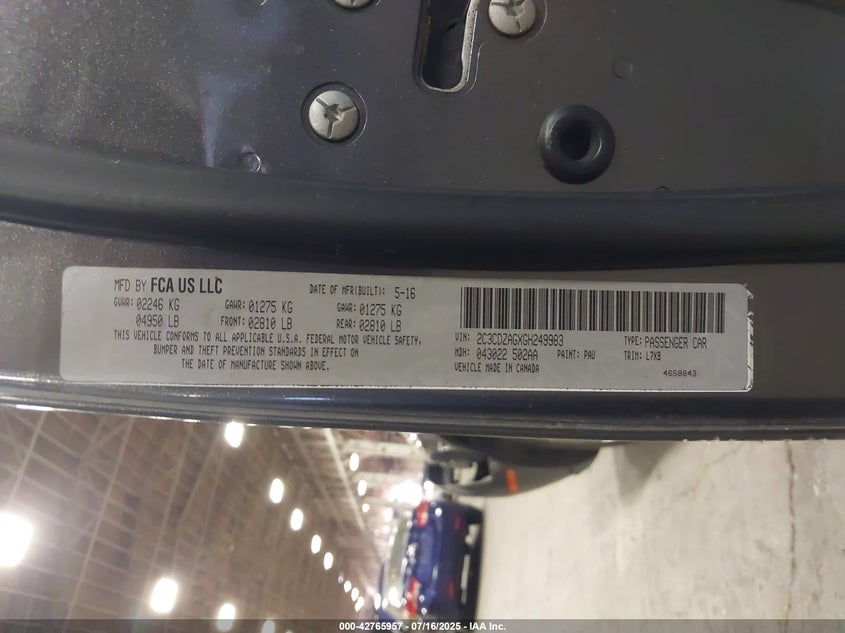 MFD BY FCA US LLC
DATE OF MFR(BUILT): 5-16
GVWR: 02246 KG GAWR: 01275 KG GAWR: 01275 KG
04950 LB FRONT: 02810 LB REAR: 02810 LB
THIS VEHICLE CONFORMS TO ALL APPLICABLE U.S.A. FEDERAL MOTOR VEHICLE SAFETY,
BUMPER AND THEFT PREVENTION STANDARDS IN EFFECT ON
THE DATE OF MANUFACTURE SHOWN ABOVE.
VIN: 2C3CDZAGXGH249983 TYPE: PASSENGER CAR
MDH: 043022 502AA PAINT: PAU TRIM: L7X9
VEHICLE MADE IN CANADA
4658843
000-42765957 - 07/16/2025 - IAA Inc.